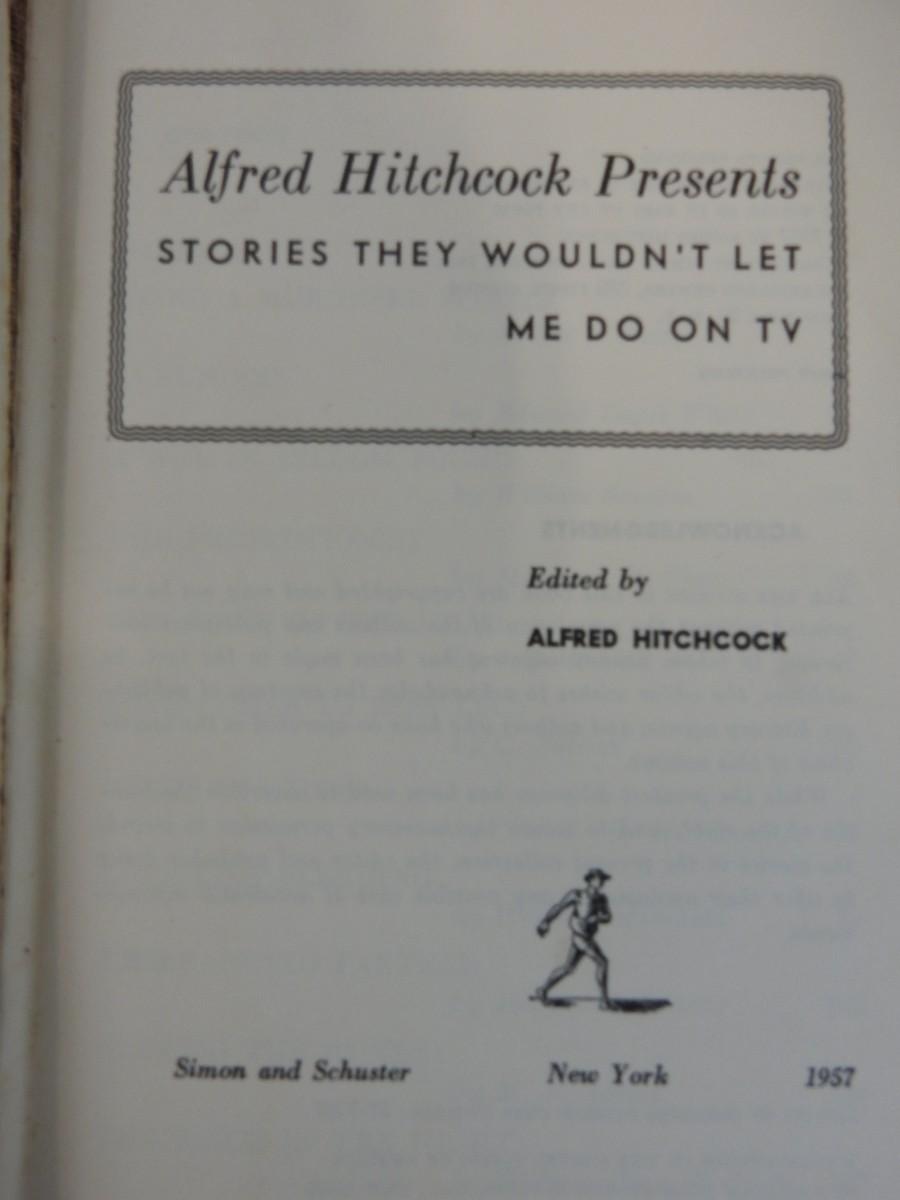 Alfred Hitchcock Presents
STORIES THEY WOULDN'T LET
ME DO ON TV
Edited by
ALFRED HITCHCOCK
Simon and Schuster New York 1957